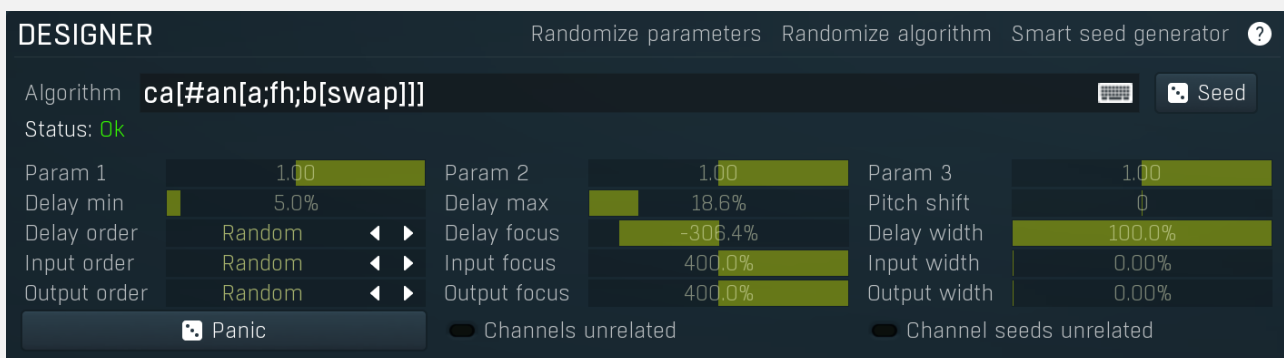 DESIGNER Randomize parameters Randomize algorithm Smart seed generator ?
Algorithm ca[#an[a;fh;b[swap]]] Seed
Status: Ok
Param 1 1.00 Param 2 1.00 Param 3 1.00
Delay min 5.0% Delay max 18.6% Pitch shift 0
Delay order Random Delay focus -306.4% Delay width 100.0%
Input order Random Input focus 400.0% Input width 0.00%
Output order Random Output focus 400.0% Output width 0.00%
Panic Channels unrelated Channel seeds unrelated